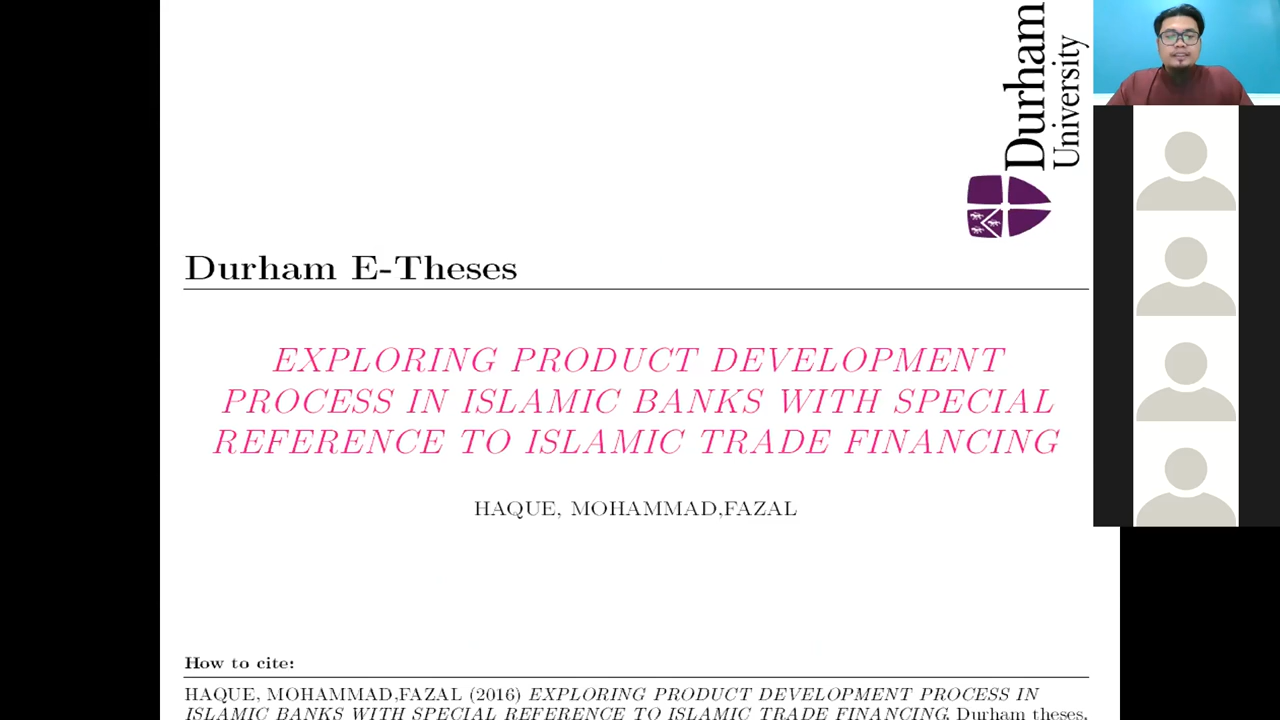 Durham
University
Durham E-Theses
EXPLORING PRODUCT DEVELOPMENT
PROCESS IN ISLAMIC BANKS WITH SPECIAL
REFERENCE TO ISLAMIC TRADE FINANCING
HAQUE, MOHAMMAD,FAZAL
How to cite:
HAQUE, MOHAMMAD,FAZAL (2016) EXPLORING PRODUCT DEVELOPMENT PROCESS IN
ISLAMIC BANKS WITH SPECIAL REFERENCE TO ISLAMIC TRADE FINANCING, Durham theses,